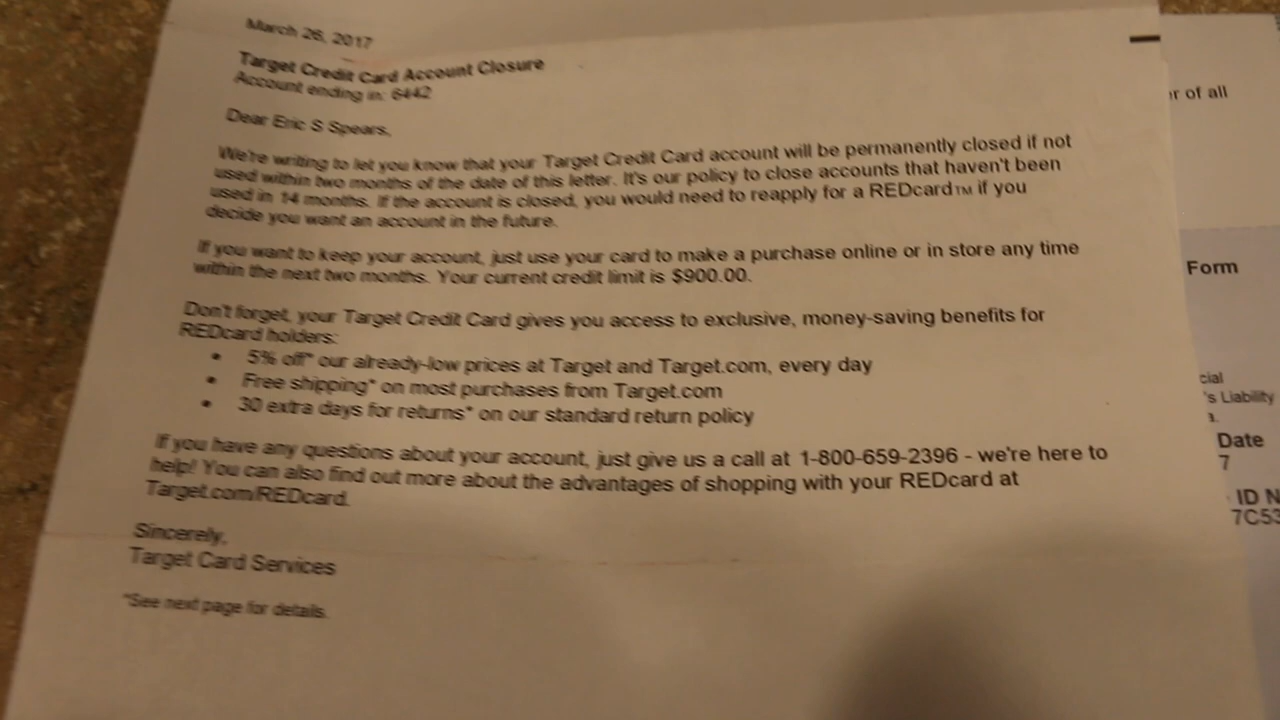 March 26, 2017
Target Credit Card Account Closure
Account ending in: 6442
Dear Eric S Spears,
We're writing to let you know that your Target Credit Card account will be permanently closed if not
used within two months of the date of this letter. It's our policy to close accounts that haven't been
used in 14 months. If the account is closed, you would need to reapply for a REDcard™ if you
decide you want an account in the future.
If you want to keep your account, just use your card to make a purchase online or in store any time
within the next two months. Your current credit limit is $900.00.
Don't forget, your Target Credit Card gives you access to exclusive, money-saving benefits for
REDcard holders:
• 5% off* our already-low prices at Target and Target.com, every day
• Free shipping* on most purchases from Target.com
• 30 extra days for returns* on our standard return policy
If you have any questions about your account, just give us a call at 1-800-659-2396 - we're here to
help! You can also find out more about the advantages of shopping with your REDcard at
Target.com/REDcard.
Sincerely,
Target Card Services
*See next page for details.
of all
Form
's Liability
Date
7
ID